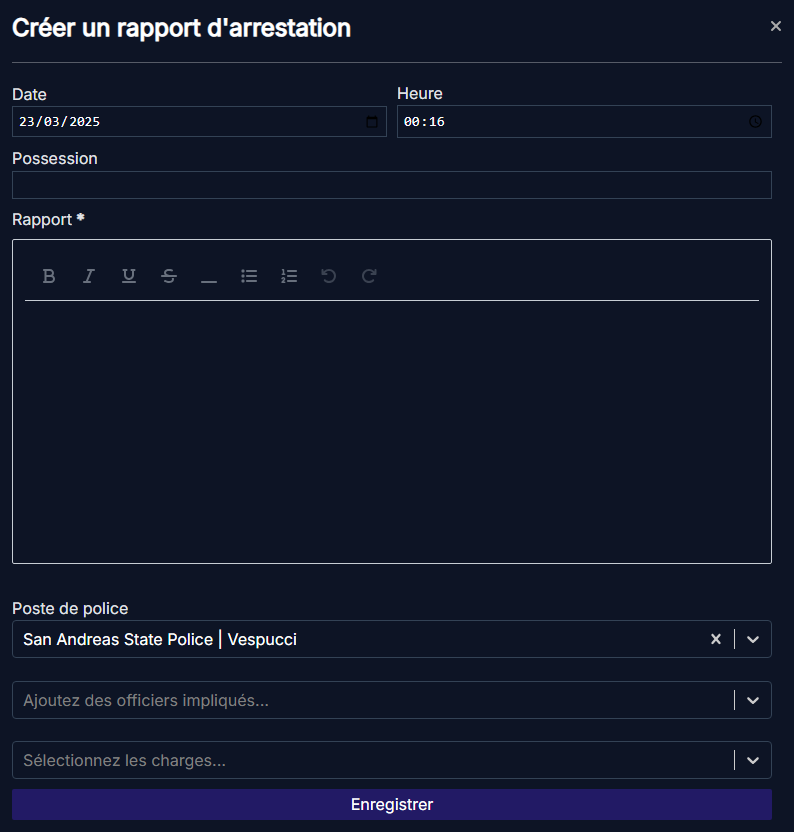 Créer un rapport d'arrestation
Date
Heure
23/03/2025
00:16
Possession
Rapport *
B I U S
Poste de police
San Andreas State Police | Vespucci
Ajoutez des officiers impliqués...
Sélectionnez les charges...
Enregistrer